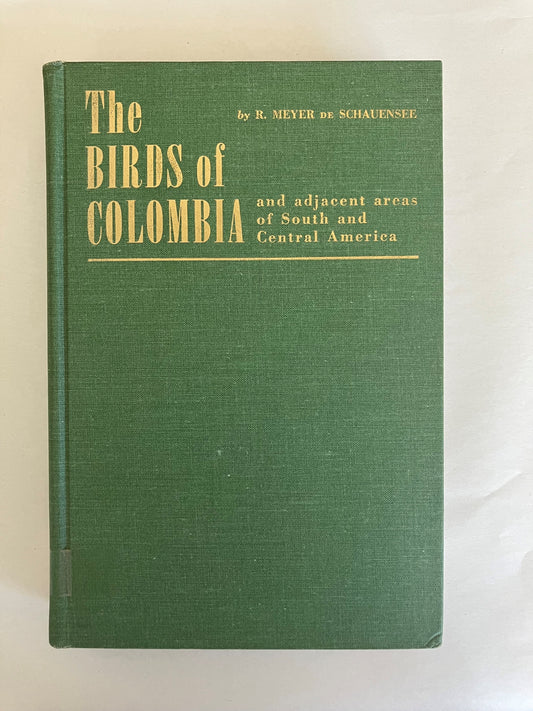 The
BIRDS of
COLOMBIA
by R. MEYER DE SCHAUENSEE
and adjacent areas
of South and
Central America